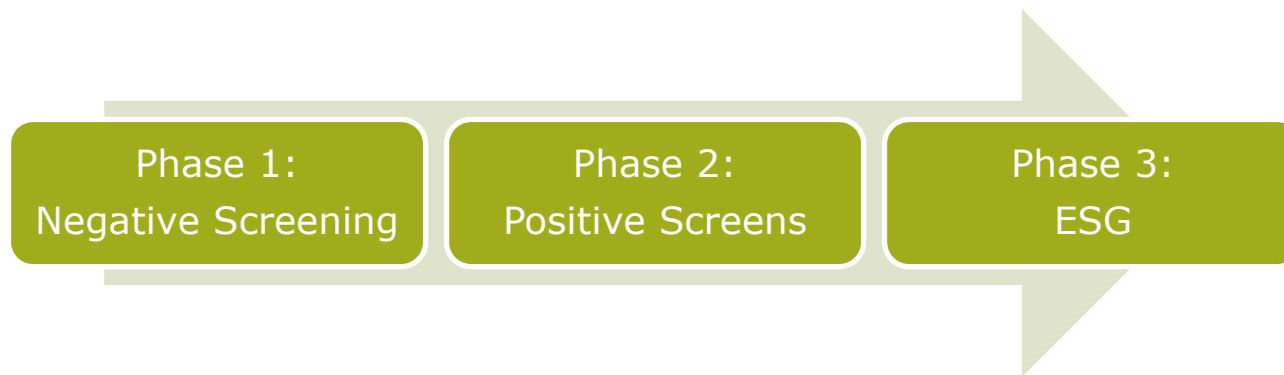 Phase 1:
Negative Screening
Phase 2:
Positive Screens
Phase 3:
ESG